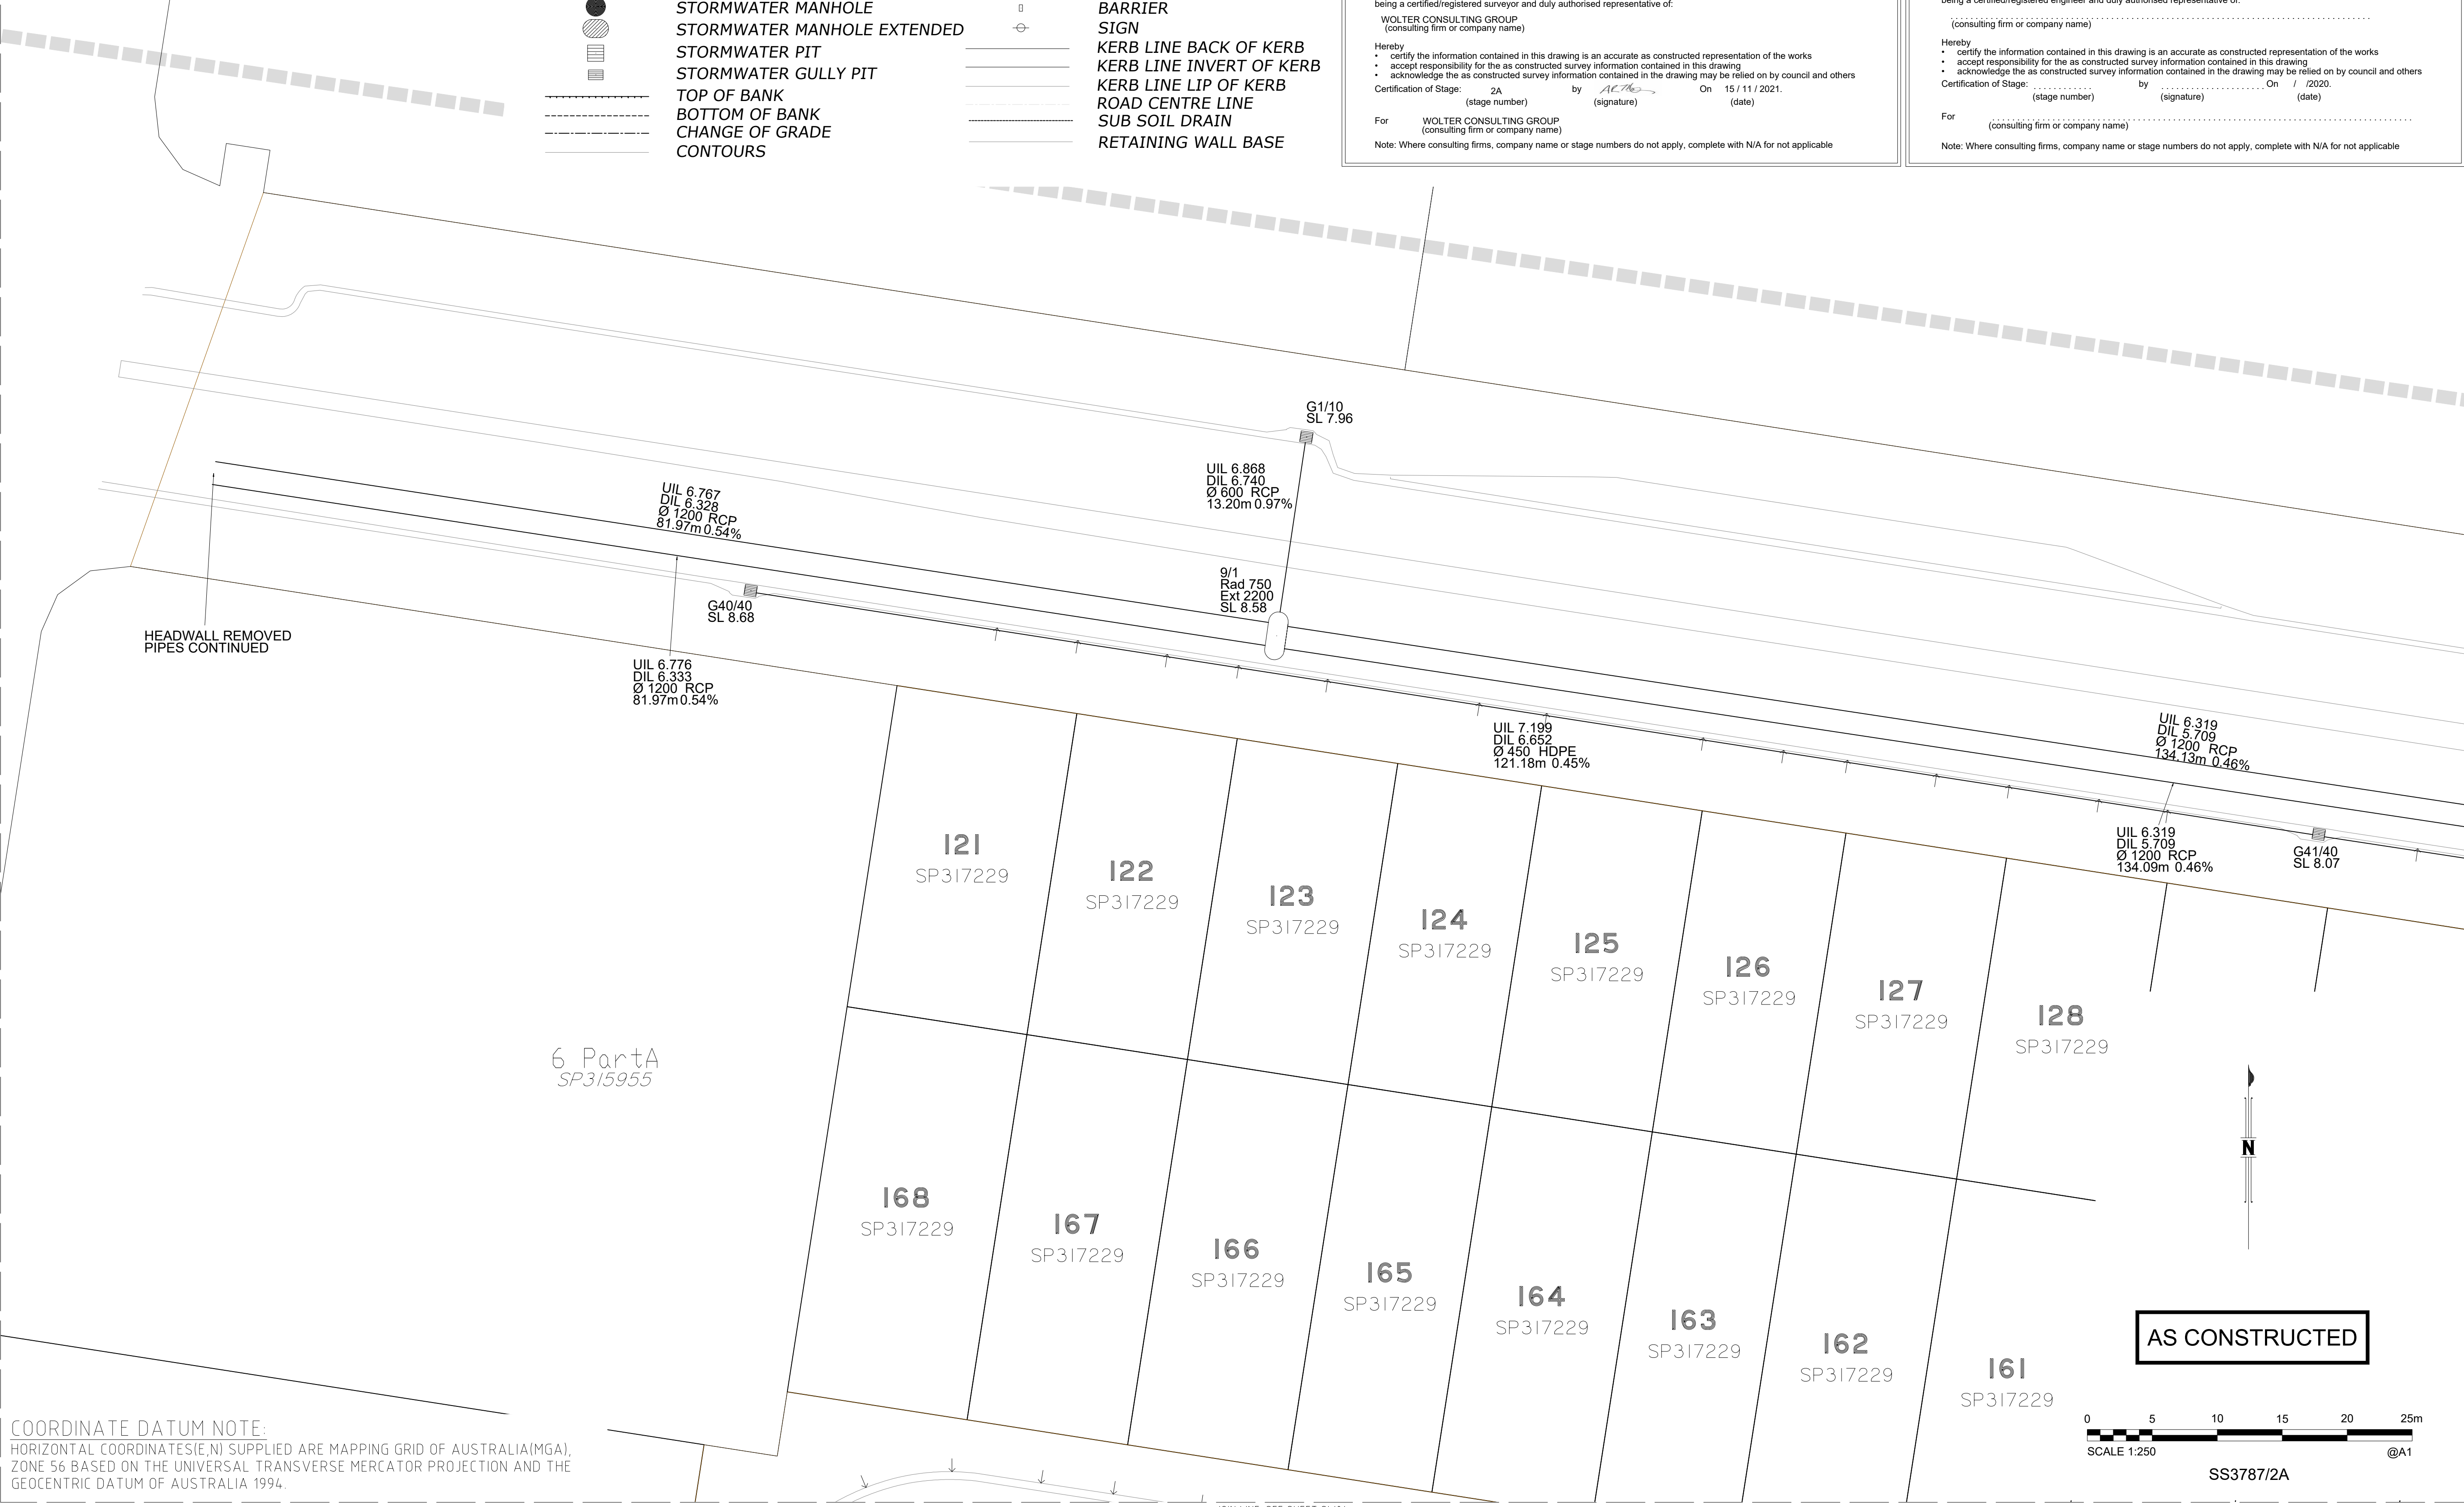 STORMWATER MANHOLE
STORMWATER MANHOLE EXTENDED
STORMWATER PIT
STORMWATER GULLY PIT
TOP OF BANK
BOTTOM OF BANK
CHANGE OF GRADE
CONTOURS
BARRIER
SIGN
KERB LINE BACK OF KERB
KERB LINE INVERT OF KERB
KERB LINE LIP OF KERB
ROAD CENTRE LINE
SUB SOIL DRAIN
RETAINING WALL BASE
being a certified/registered surveyor and duly authorised representative of:
WOLTER CONSULTING GROUP
(consulting firm or company name)
Hereby
• certify the information contained in this drawing is an accurate as constructed representation of the works
• accept responsibility for the as constructed survey information contained in this drawing
• acknowledge the as constructed survey information contained in the drawing may be relied on by council and others
Certification of Stage: 2A by On 15 / 11 / 2021.
(stage number) (signature) (date)
For WOLTER CONSULTING GROUP
(consulting firm or company name)
Note: Where consulting firms, company name or stage numbers do not apply, complete with N/A for not applicable
being a certified/registered engineer and duly authorised representative of:
(consulting firm or company name)
Hereby
• certify the information contained in this drawing is an accurate as constructed representation of the works
• accept responsibility for the as constructed survey information contained in this drawing
• acknowledge the as constructed survey information contained in the drawing may be relied on by council and others
Certification of Stage: . . . . . . . . . . . . by . . . . . . . . . . . . . . . . . . . . . On / /2020.
(stage number) (signature) (date)
For
(consulting firm or company name)
Note: Where consulting firms, company name or stage numbers do not apply, complete with N/A for not applicable
G1/10
SL 7.96
UIL 6.868
DIL 6.740
Ø 600 RCP
13.20m 0.97%
UIL 6.767
DIL 6.328
Ø 1200 RCP
81.97m 0.54%
9/1
Rad 750
Ext 2200
SL 8.58
G40/40
SL 8.68
HEADWALL REMOVED
PIPES CONTINUED
UIL 6.776
DIL 6.333
Ø 1200 RCP
81.97m 0.54%
UIL 7.199
DIL 6.652
Ø 450 HDPE
121.18m 0.45%
UIL 6.319
DIL 5.709
Ø 1200 RCP
134.13m 0.46%
UIL 6.319
DIL 5.709
Ø 1200 RCP
134.09m 0.46%
G41/40
SL 8.07
121
SP317229
122
SP317229
123
SP317229
124
SP317229
125
SP317229
126
SP317229
127
SP317229
128
SP317229
6 PartA
SP315955
168
SP317229
167
SP317229
166
SP317229
165
SP317229
164
SP317229
163
SP317229
162
SP317229
161
SP317229
N
AS CONSTRUCTED
0 5 10 15 20 25m
SCALE 1:250 @A1
SS3787/2A
COORDINATE DATUM NOTE:
HORIZONTAL COORDINATES(E,N) SUPPLIED ARE MAPPING GRID OF AUSTRALIA(MGA),
ZONE 56 BASED ON THE UNIVERSAL TRANSVERSE MERCATOR PROJECTION AND THE
GEOCENTRIC DATUM OF AUSTRALIA 1994.